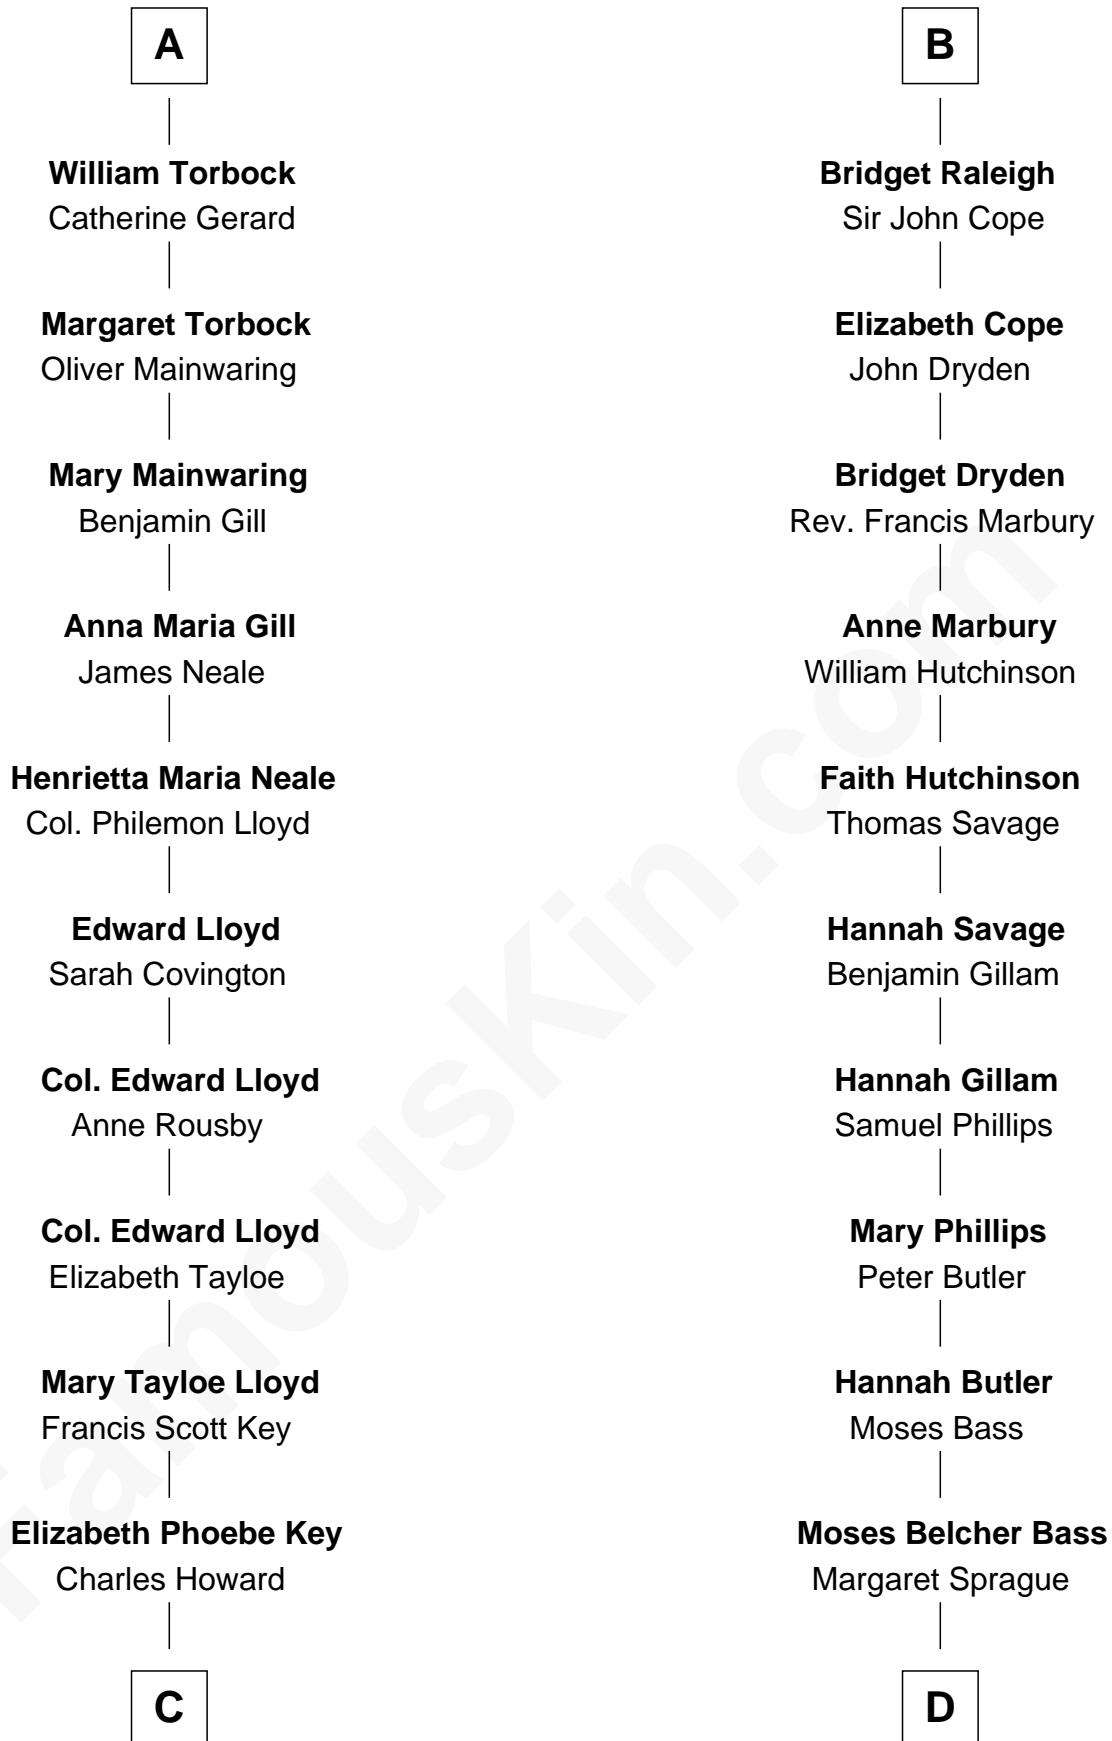 A
William Torbock
Catherine Gerard
Margaret Torbock
Oliver Mainwaring
Mary Mainwaring
Benjamin Gill
Anna Maria Gill
James Neale
Henrietta Maria Neale
Col. Philemon Lloyd
Edward Lloyd
Sarah Covington
Col. Edward Lloyd
Anne Rousby
Col. Edward Lloyd
Elizabeth Tayloe
Mary Tayloe Lloyd
Francis Scott Key
Elizabeth Phoebe Key
Charles Howard
C
B
Bridget Raleigh
Sir John Cope
Elizabeth Cope
John Dryden
Bridget Dryden
Rev. Francis Marbury
Anne Marbury
William Hutchinson
Faith Hutchinson
Thomas Savage
Hannah Savage
Benjamin Gillam
Hannah Gillam
Samuel Phillips
Mary Phillips
Peter Butler
Hannah Butler
Moses Bass
Moses Belcher Bass
Margaret Sprague
D
FamousKin.com